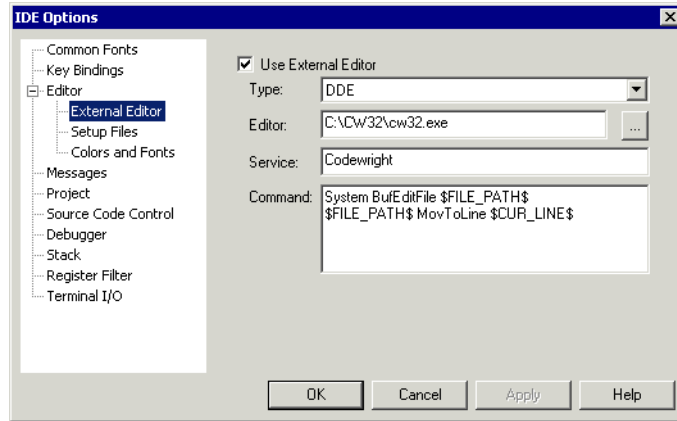 IDE Options
Common Fonts
Key Bindings
Editor
External Editor
Setup Files
Colors and Fonts
Messages
Project
Source Code Control
Debugger
Stack
Register Filter
Terminal I/O
Use External Editor
Type: DDE
Editor: C:\CW32\cw32.exe ...
Service: Codewright
Command: System BufEditFile $FILE_PATH$
$FILE_PATH$ MovToLine $CUR_LINE$
OK Cancel Apply Help